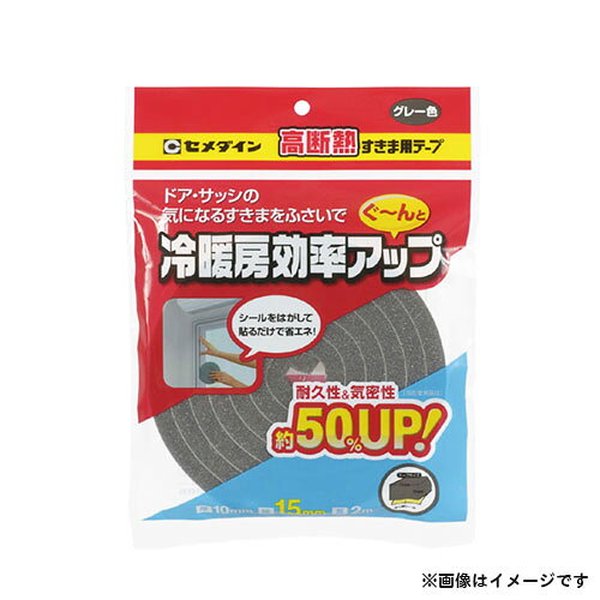 グレー色
セメダイン 高断熱 すきま用テープ
ドア・サッシの
気になるすきまをふさいで
ぐ〜んと
冷暖房効率アップ
シールをはがして
貼るだけで省エネ!
耐久性&気密性
約50%UP!
10mm 15mm 2m
※画像はイメージです